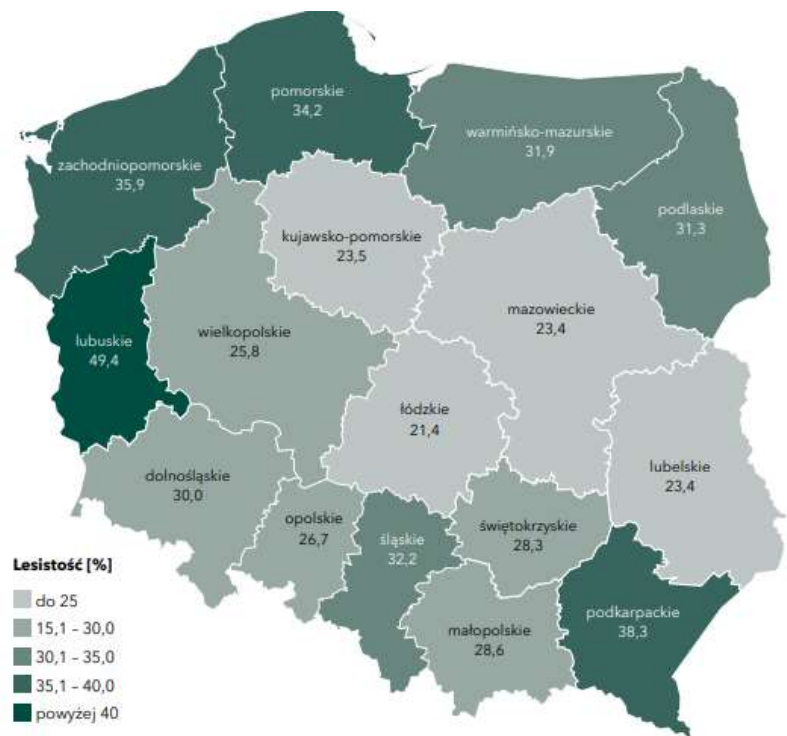 pomorskie
34,2
warmińsko-mazurskie
31,9
zachodniopomorskie
35,9
podlaskie
31,3
kujawsko-pomorskie
23,5
mazowieckie
23,4
wielkopolskie
25,8
lubuskie
49,4
łódzkie
21,4
lubelskie
23,4
dolnośląskie
30,0
opolskie
26,7
śląskie
32,2
świętokrzyskie
28,3
podkarpackie
38,3
małopolskie
28,6
Lesistość [%]
do 25
15,1 – 30,0
30,1 – 35,0
35,1 – 40,0
powyżej 40